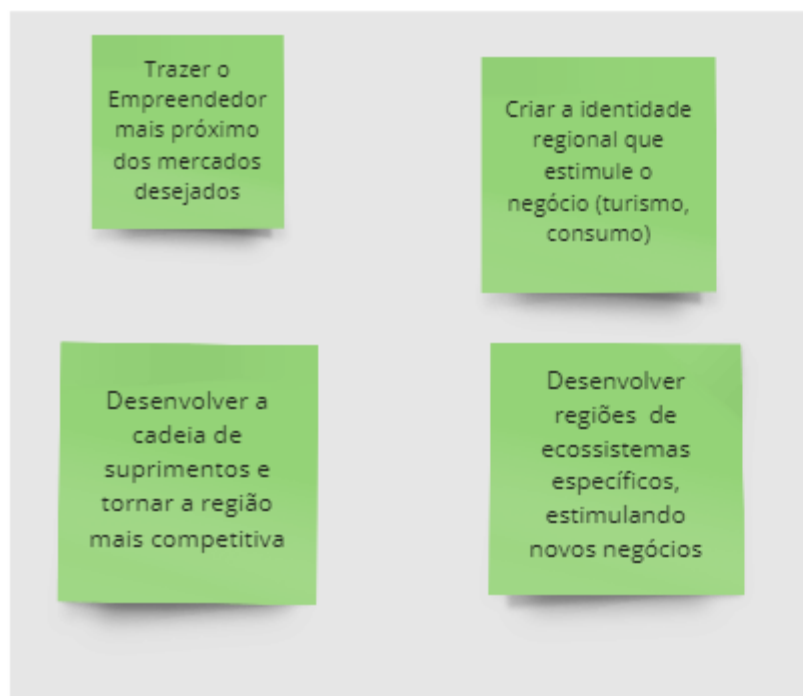 Trazer o
Empreendedor
mais próximo
dos mercados
desejados
Criar a identidade
regional que
estimule o
negócio (turismo,
consumo)
Desenvolver a
cadeia de
suprimentos e
tornar a região
mais competitiva
Desenvolver
regiões  de
ecossistemas
específicos,
estimulando
novos negócios